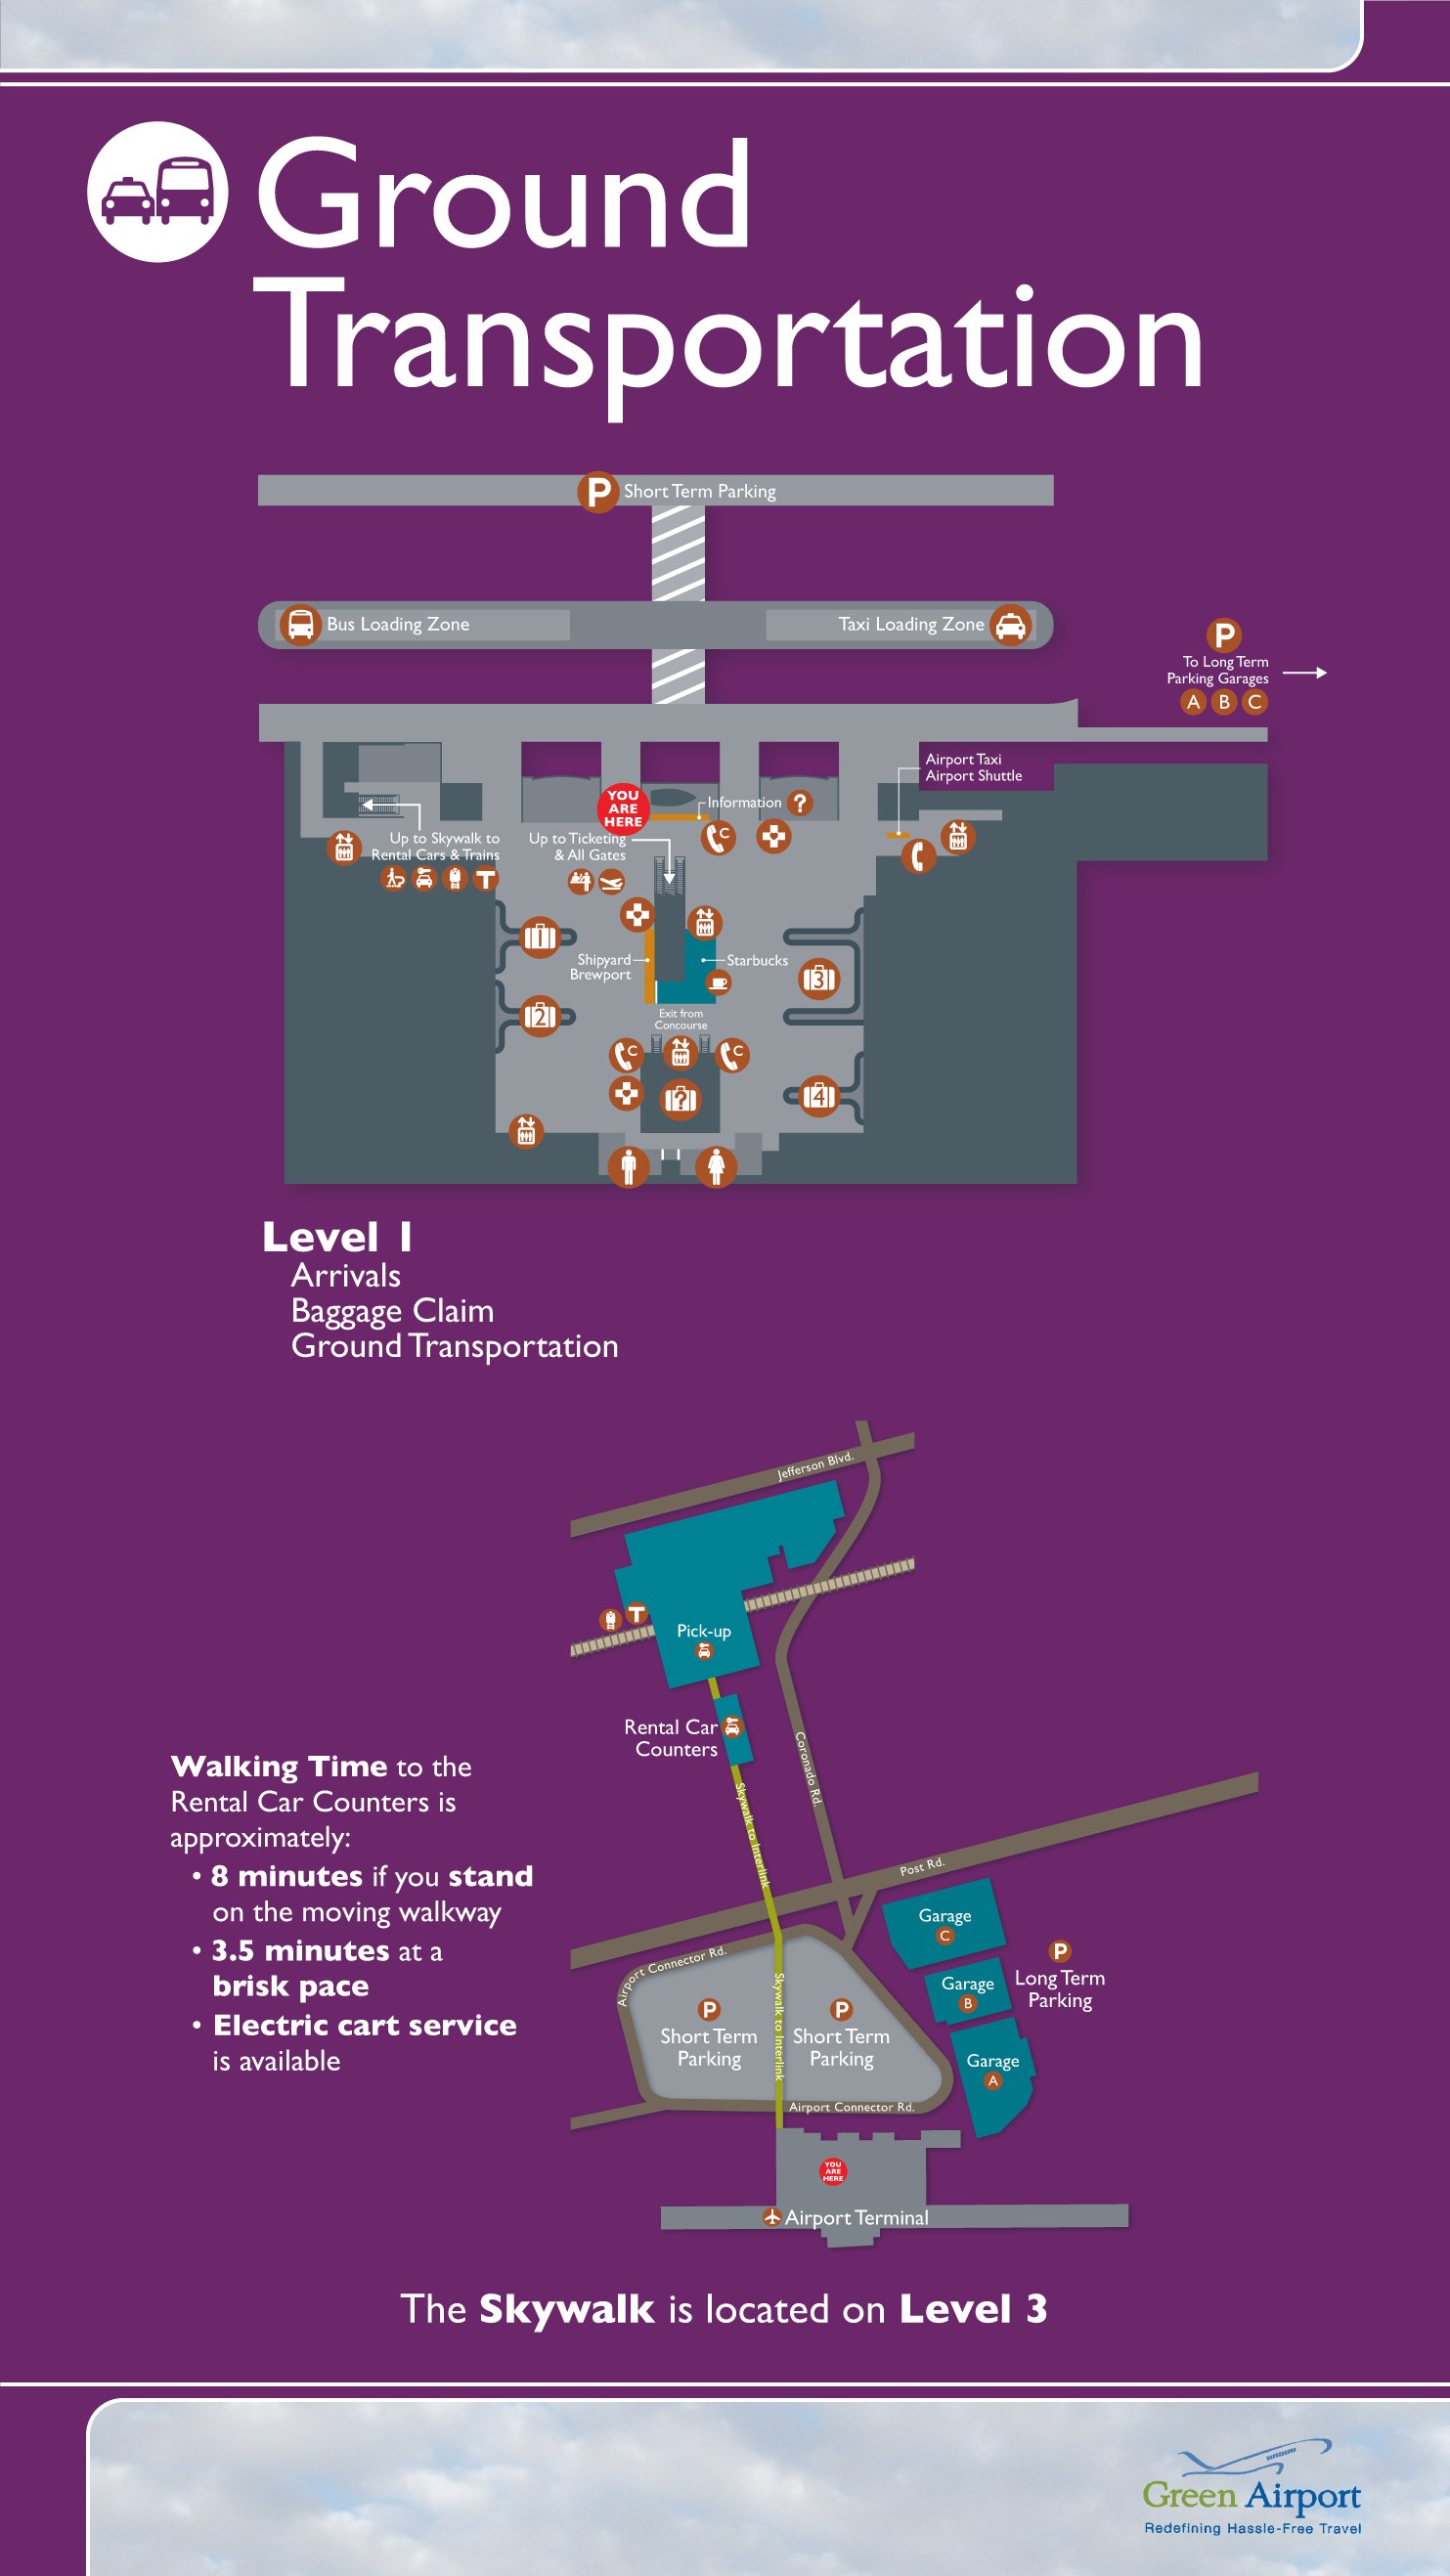 Ground
Transportation
P Short Term Parking
Bus Loading Zone
Taxi Loading Zone
P
To Long Term
Parking Garages
A B C
Airport Taxi
Airport Shuttle
YOU
ARE
HERE
Information ?
C
Up to Skywalk to
Rental Cars & Trains
T
Up to Ticketing
& All Gates
1
Shipyard
Brewport
Starbucks
3
2
Exit from
Concourse
C
C
?
4
Level 1
Arrivals
Baggage Claim
Ground Transportation
Jefferson Blvd.
T
Pick-up
Rental Car
Counters
Coronado Rd.
Skywalk to Interlink
Walking Time to the
Rental Car Counters is
approximately:
• 8 minutes if you stand
on the moving walkway
• 3.5 minutes at a
brisk pace
• Electric cart service
is available
Post Rd.
Garage
C
Airport Connector Rd.
P
Long Term
Parking
Garage
B
Skywalk to Interlink
P
Short Term
Parking
P
Short Term
Parking
Garage
A
Airport Connector Rd.
YOU
ARE
HERE
Airport Terminal
The Skywalk is located on Level 3
Green Airport
Redefining Hassle-Free Travel